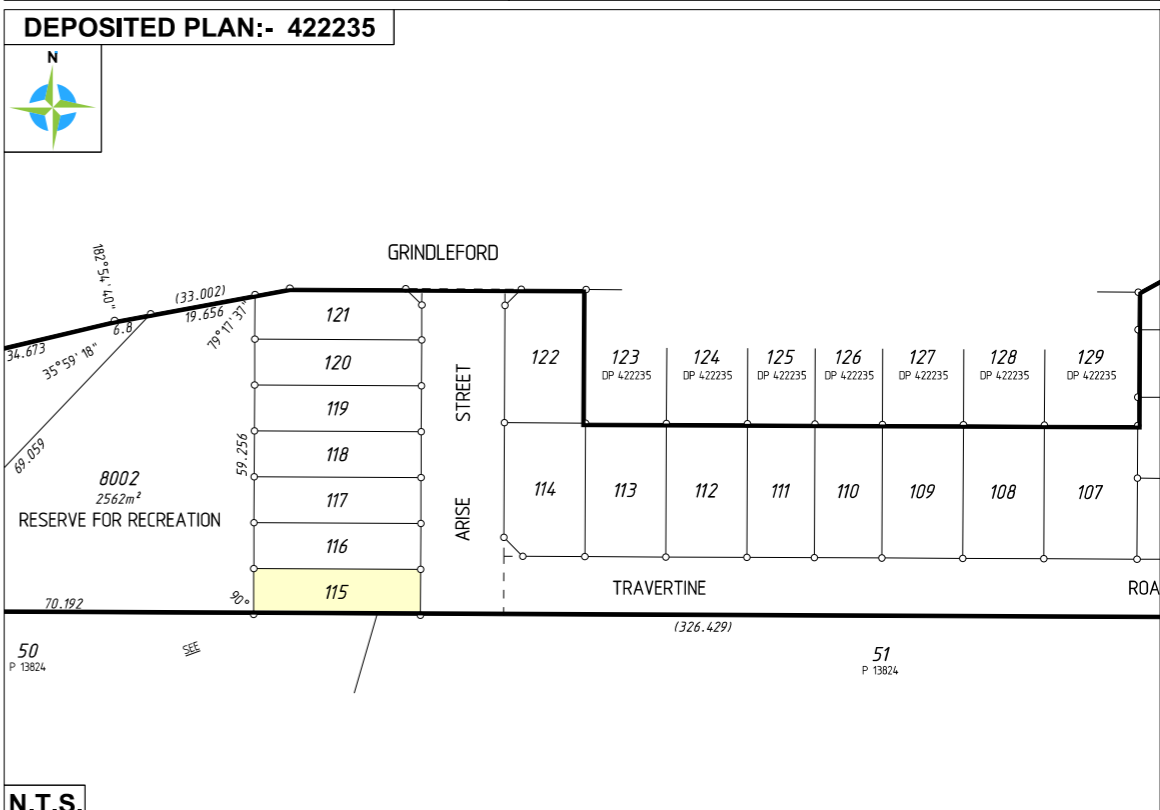 DEPOSITED PLAN:- 422235
N
GRINDLEFORD
182°54'40"
(33.002)
19.656
6.8
79°17'37"
34.673
35°59'18"
69.059
59.256
8002
2562m²
RESERVE FOR RECREATION
70.192
90°
121
120
119
118
117
116
115
ARISE STREET
122
123
DP 422235
124
DP 422235
125
DP 422235
126
DP 422235
127
DP 422235
128
DP 422235
129
DP 422235
114
113
112
111
110
109
108
107
TRAVERTINE ROA
(326.429)
50
P 13824
SEE
51
P 13824
N.T.S.